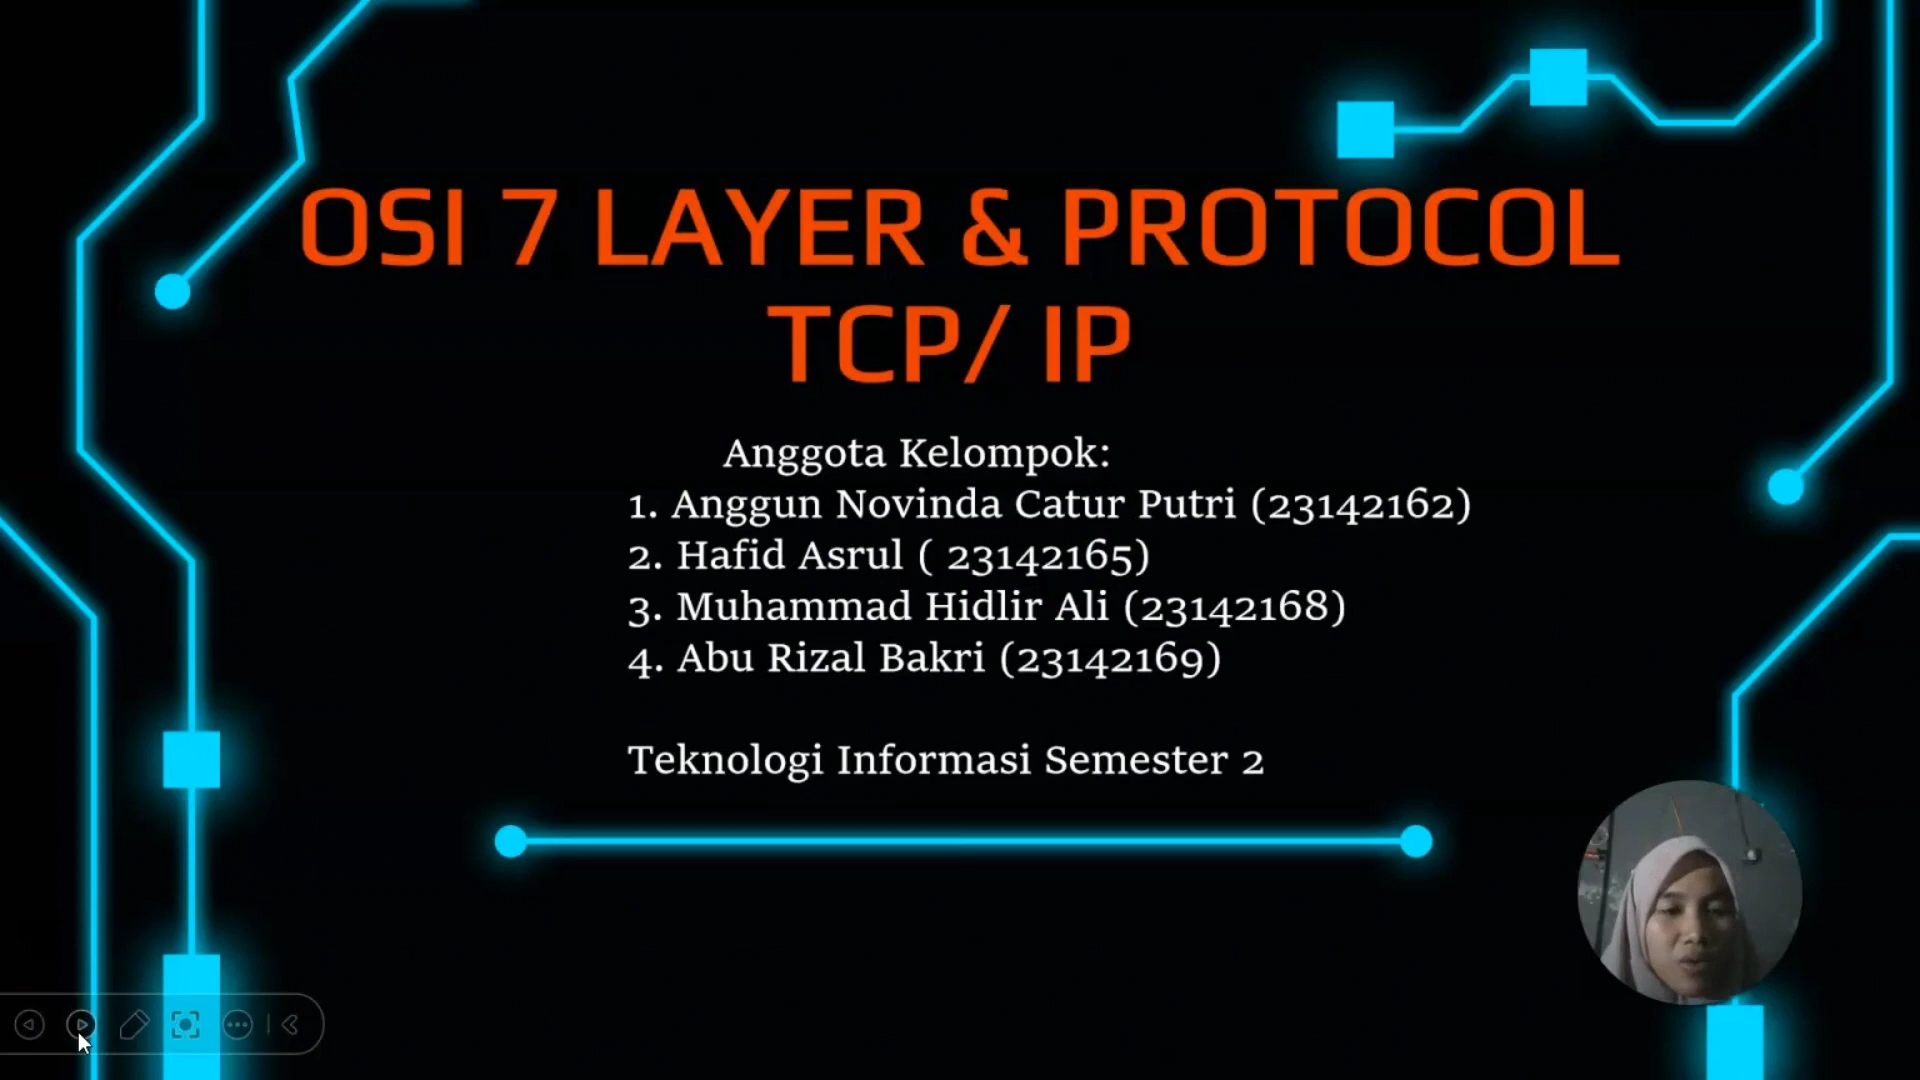 OSI 7 LAYER & PROTOCOL
TCP/ IP
Anggota Kelompok:
1. Anggun Novinda Catur Putri (23142162)
2. Hafid Asrul ( 23142165)
3. Muhammad Hidlir Ali (23142168)
4. Abu Rizal Bakri (23142169)
Teknologi Informasi Semester 2